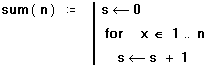 sum(n) := s ← 0
for x ∈ 1 .. n
s ← s + 1